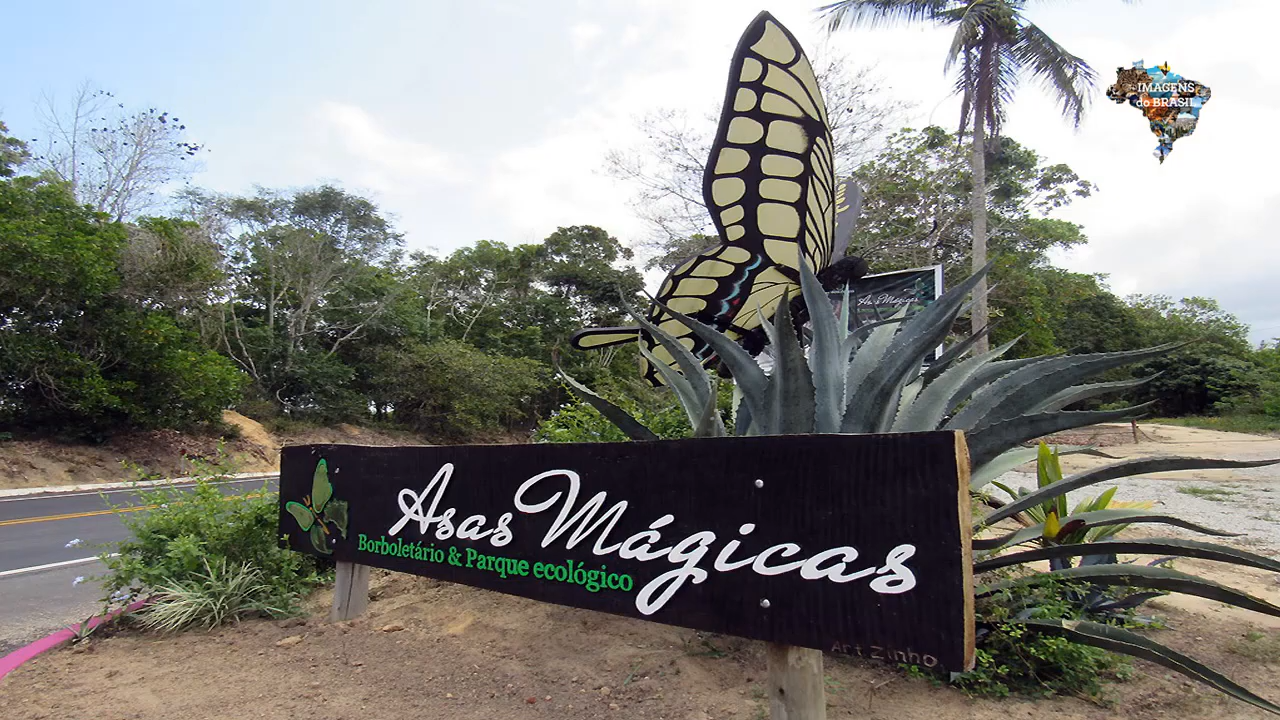 IMAGENS
do BRASIL
Asas Mágicas
Asas Mágicas
Borboletário & Parque ecológico
Art Zinho